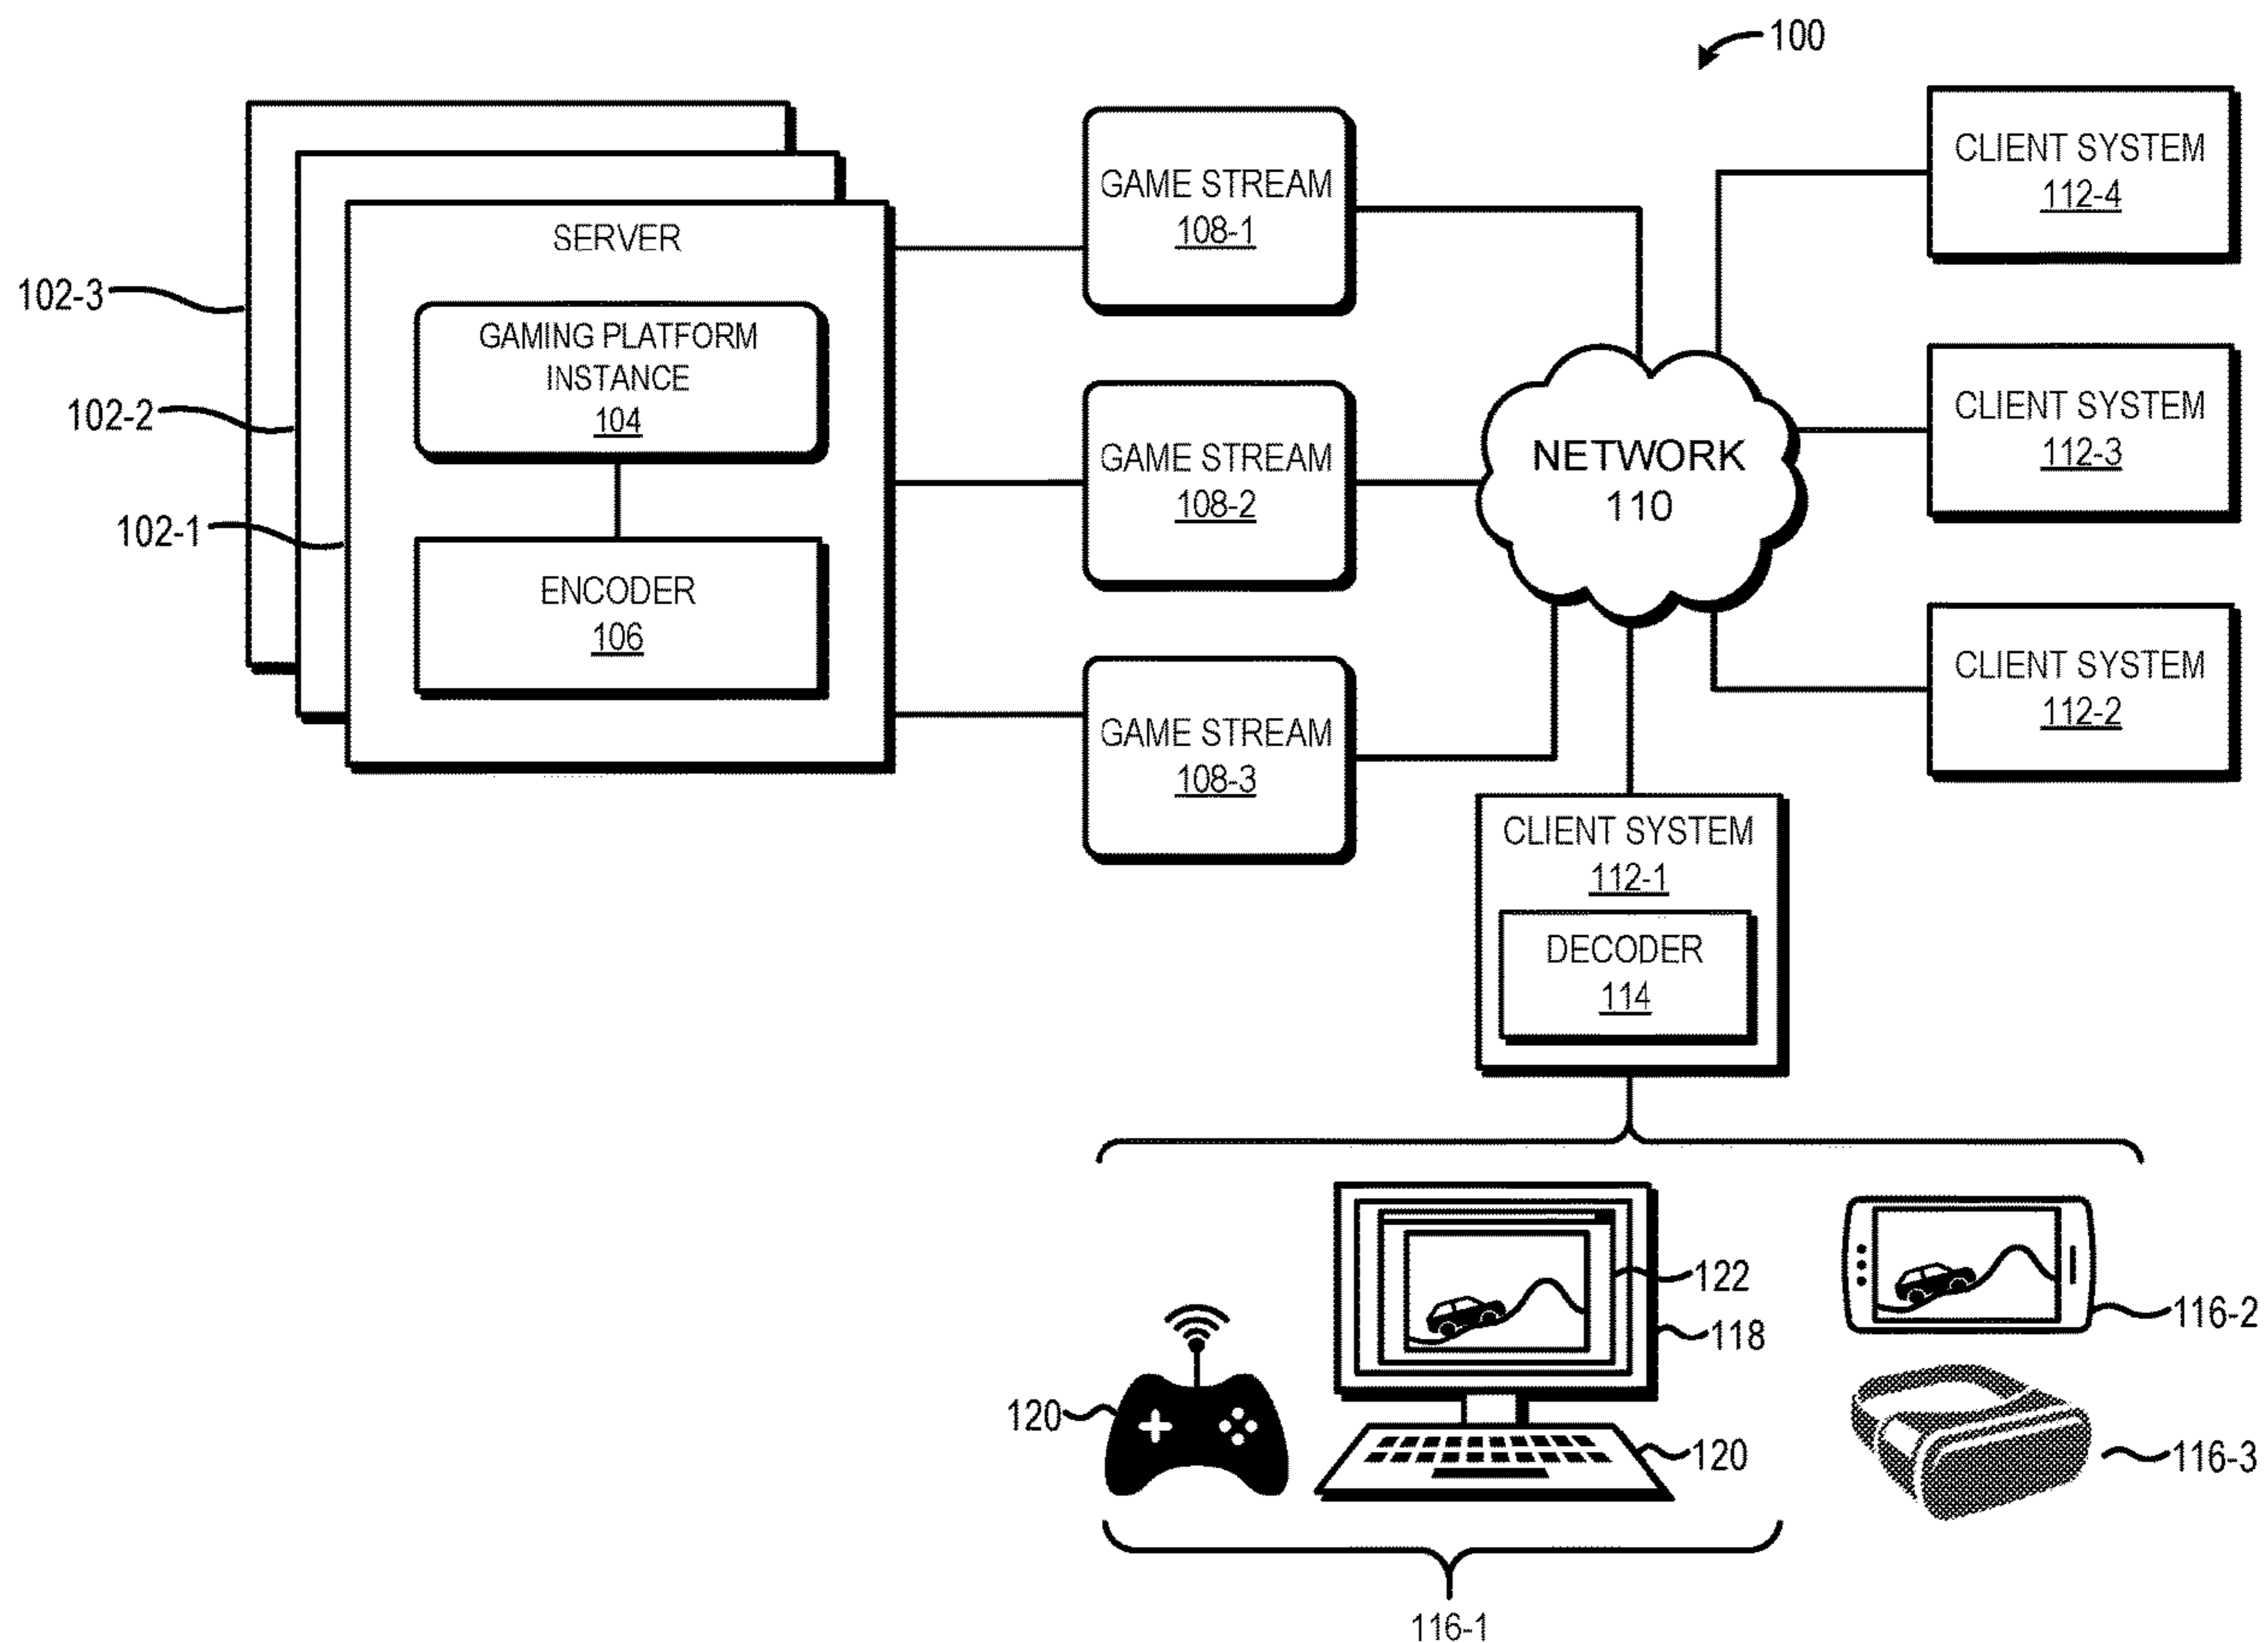 100
SERVER
GAMING PLATFORM
INSTANCE
104
ENCODER
106
102-3
102-2
102-1
GAME STREAM
108-1
GAME STREAM
108-2
GAME STREAM
108-3
NETWORK
110
CLIENT SYSTEM
112-4
CLIENT SYSTEM
112-3
CLIENT SYSTEM
112-2
CLIENT SYSTEM
112-1
DECODER
114
122
118
120
120
116-2
116-3
116-1